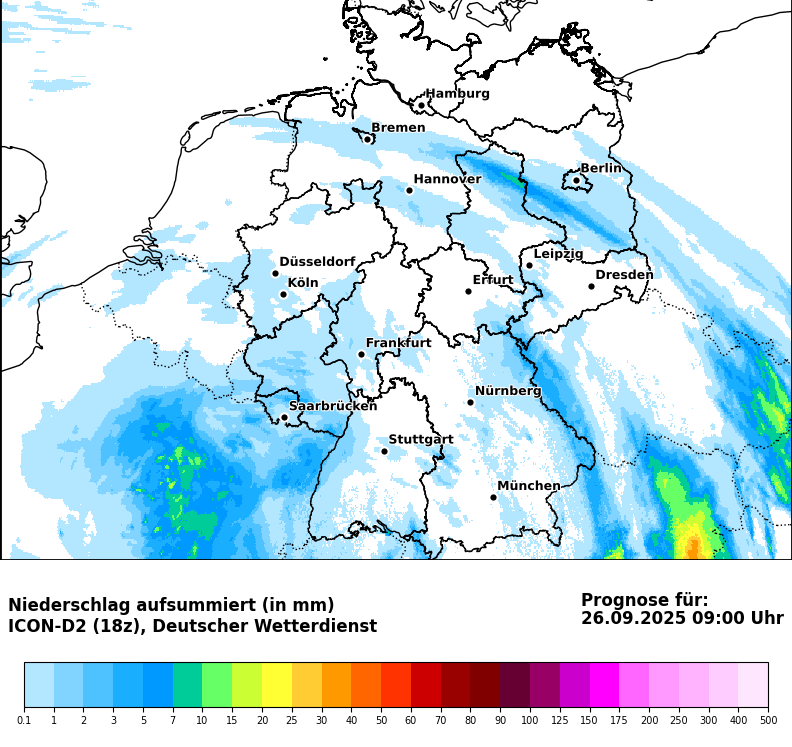 Hamburg
Bremen
Berlin
Hannover
Leipzig
Düsseldorf
Dresden
Köln
Erfurt
Frankfurt
Nürnberg
Saarbrücken
Stuttgart
München
Niederschlag aufsummiert (in mm)
ICON-D2 (18z), Deutscher Wetterdienst
Prognose für:
26.09.2025 09:00 Uhr
0.1 1 2 3 5 7 10 15 20 25 30 40 50 60 70 80 90 100 125 150 175 200 250 300 400 500